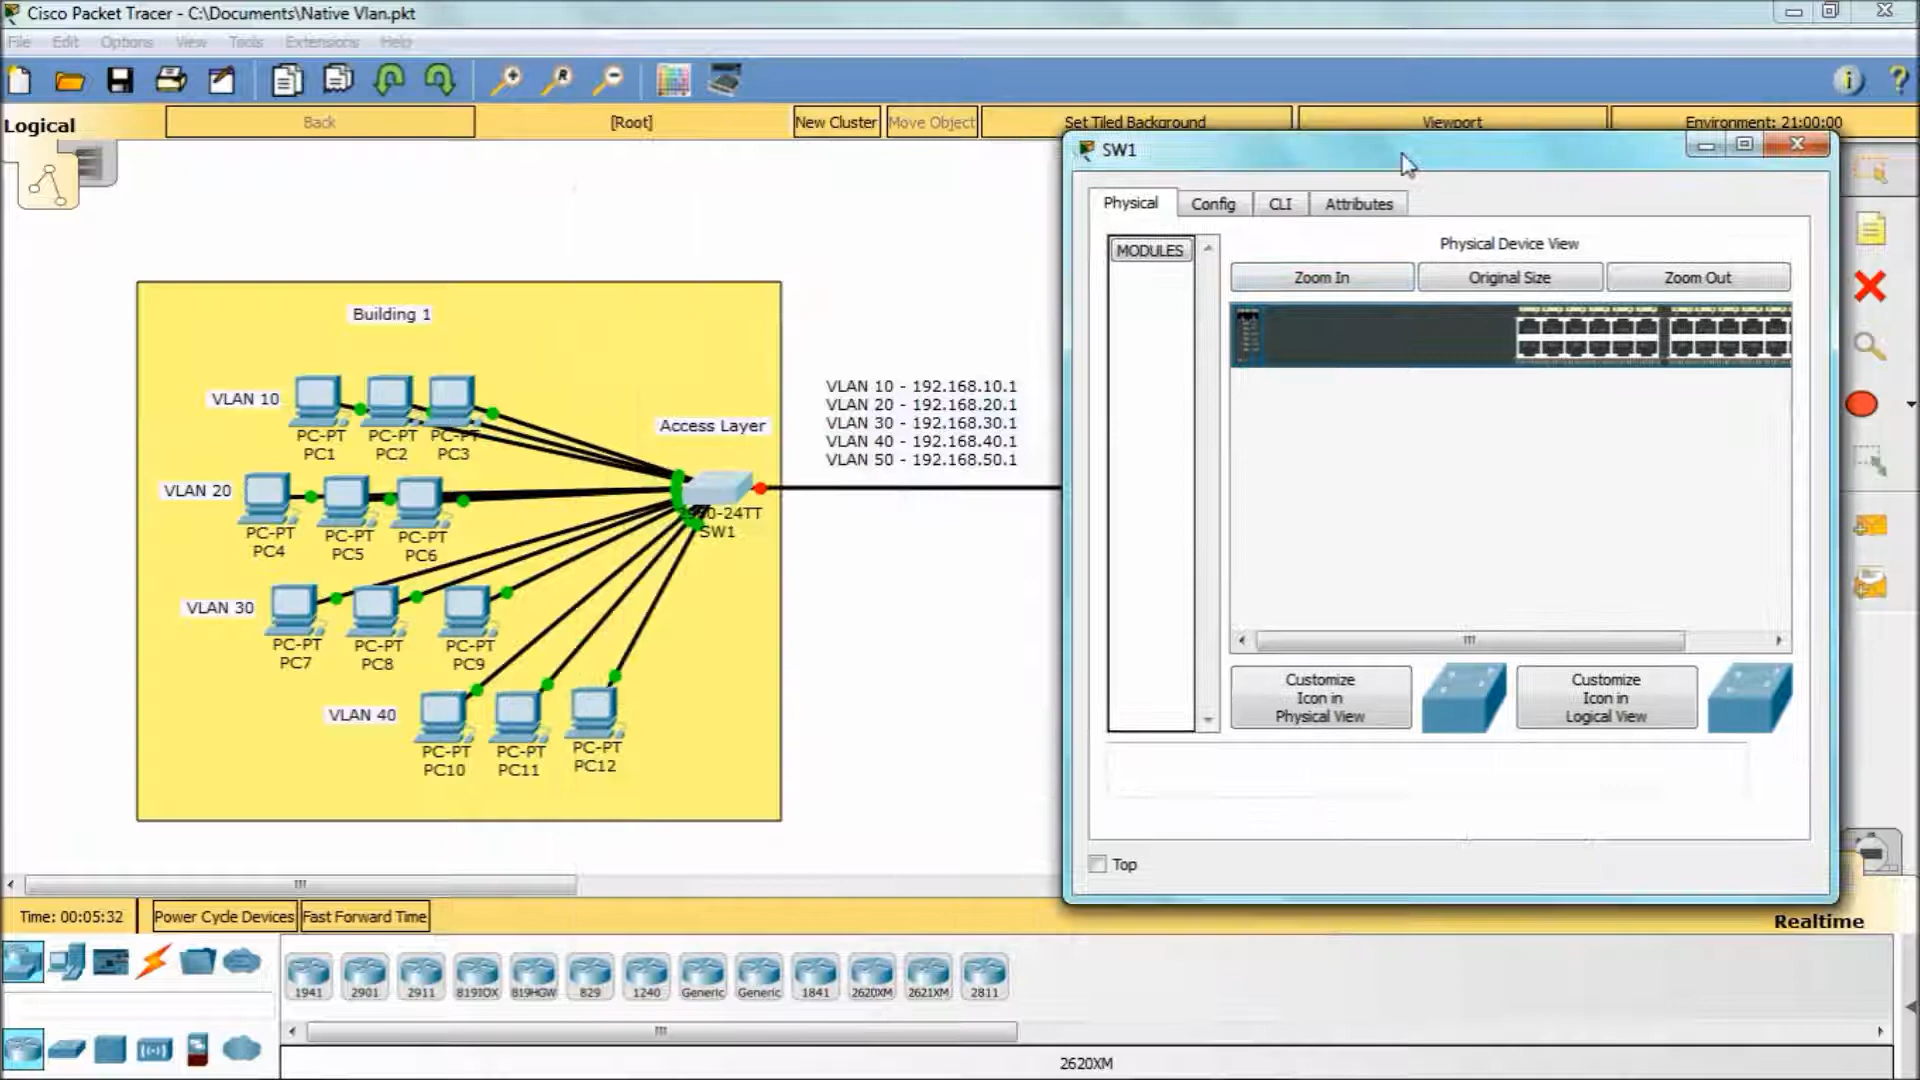 Cisco Packet Tracer - C:\Documents\Native Vlan.pkt
File Edit Options View Tools Extensions Help
Logical
Back
[Root]
New Cluster
Move Object
Set Tiled Background
Viewport
Environment: 21:00:00
SW1
Physical
Config
CLI
Attributes
MODULES
Physical Device View
Zoom In
Original Size
Zoom Out
Customize
Icon in
Physical View
Customize
Icon in
Logical View
Top
Building 1
VLAN 10
PC-PT
PC1
PC-PT
PC2
PC-PT
PC3
Access Layer
VLAN 10 - 192.168.10.1
VLAN 20 - 192.168.20.1
VLAN 30 - 192.168.30.1
VLAN 40 - 192.168.40.1
VLAN 50 - 192.168.50.1
VLAN 20
PC-PT
PC4
PC-PT
PC5
PC-PT
PC6
SW1
VLAN 30
PC-PT
PC7
PC-PT
PC8
PC-PT
PC9
VLAN 40
PC-PT
PC10
PC-PT
PC11
PC-PT
PC12
Time: 00:05:32
Power Cycle Devices
Fast Forward Time
Realtime
1941
2901
2911
819IOX
819HGW
829
1240
Generic
Generic
1841
2620XM
2621XM
2811
2620XM